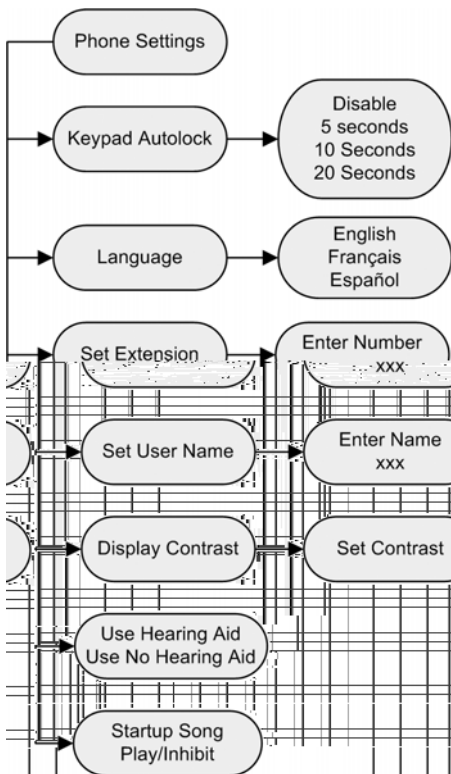 Phone Settings
Keypad Autolock
Disable
5 seconds
10 Seconds
20 Seconds
Language
English
Français
Español
Set Extension
Enter Number
xxx
Set User Name
Enter Name
xxx
Display Contrast
Set Contrast
Use Hearing Aid
Use No Hearing Aid
Startup Song
Play/Inhibit